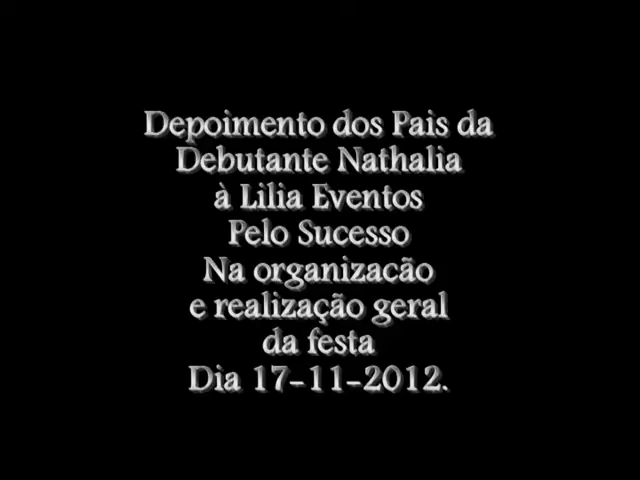 Depoimento dos Pais da
Debutante Nathalia
à Lilia Eventos
Pelo Sucesso
Na organizacão
e realização geral
da festa
Dia 17-11-2012.